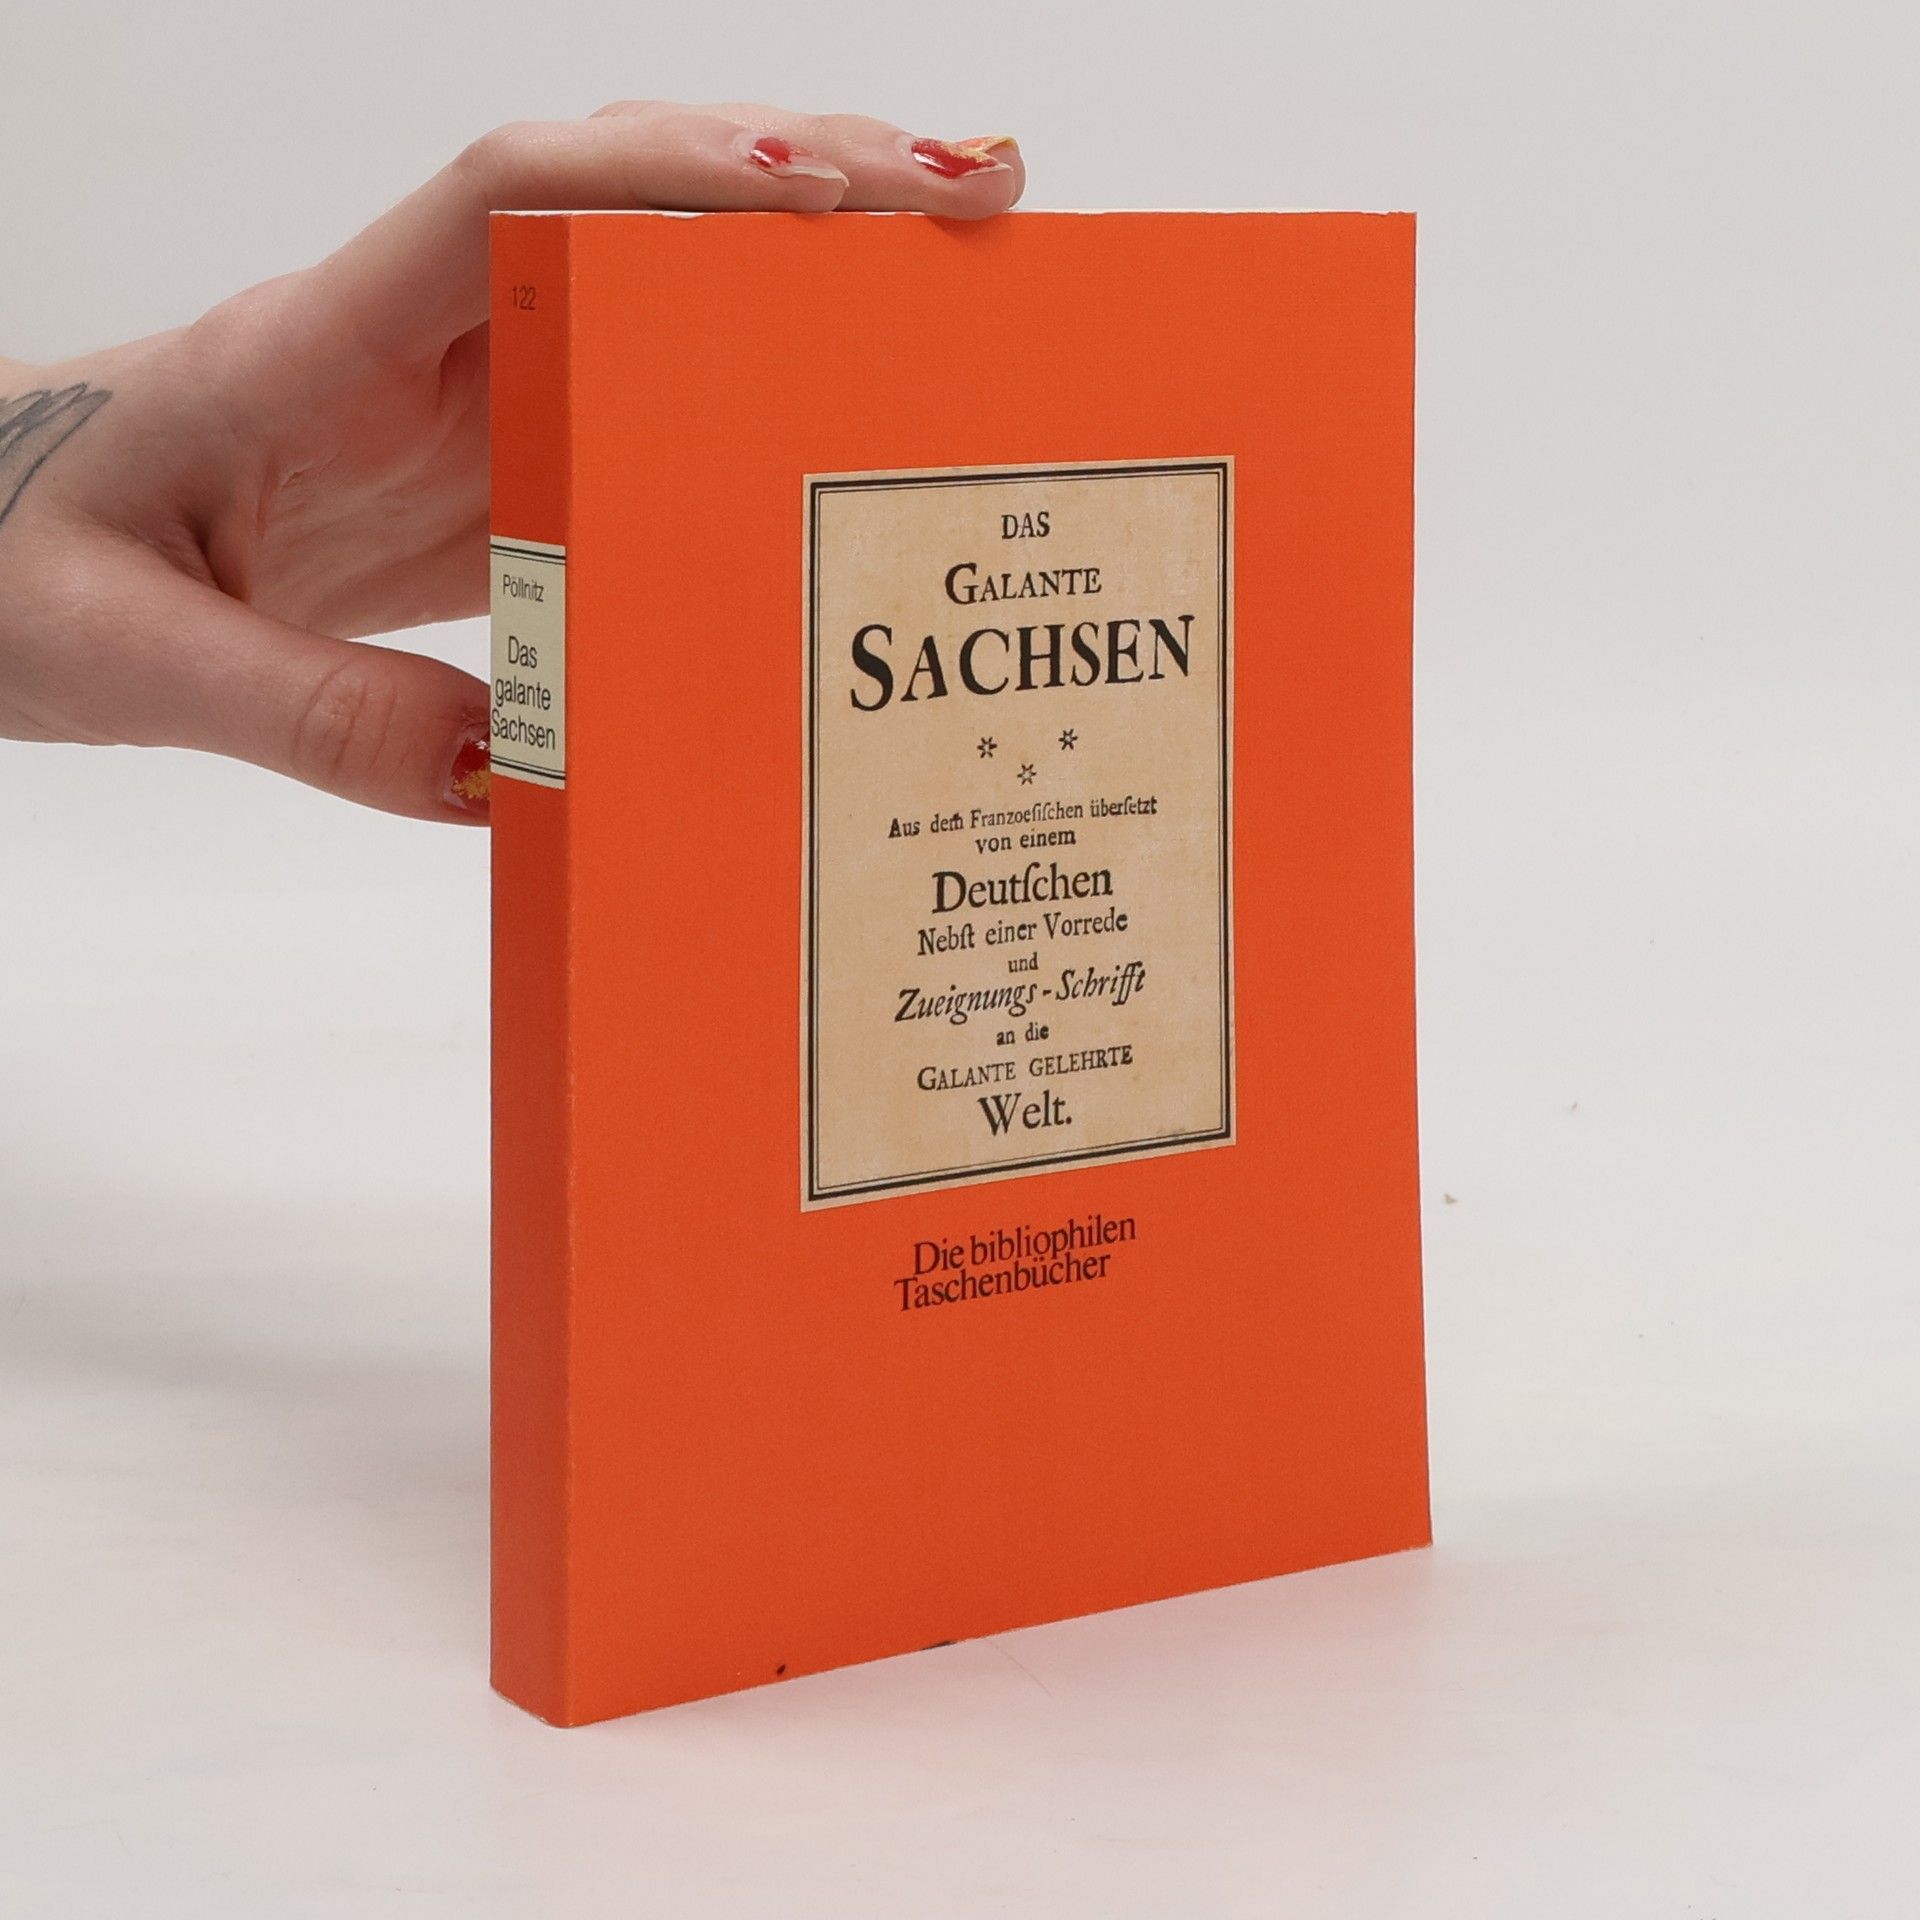 122
Pöllnitz
Das
galante
Sachsen
DAS
GALANTE
SACHSEN
Aus dem Franzoeſiſchen überſetzt
von einem
Deutſchen
Nebſt einer Vorrede
und
Zueignungs-Schrifft
an die
GALANTE GELEHRTE
Welt.
Die bibliophilen
Taschenbücher